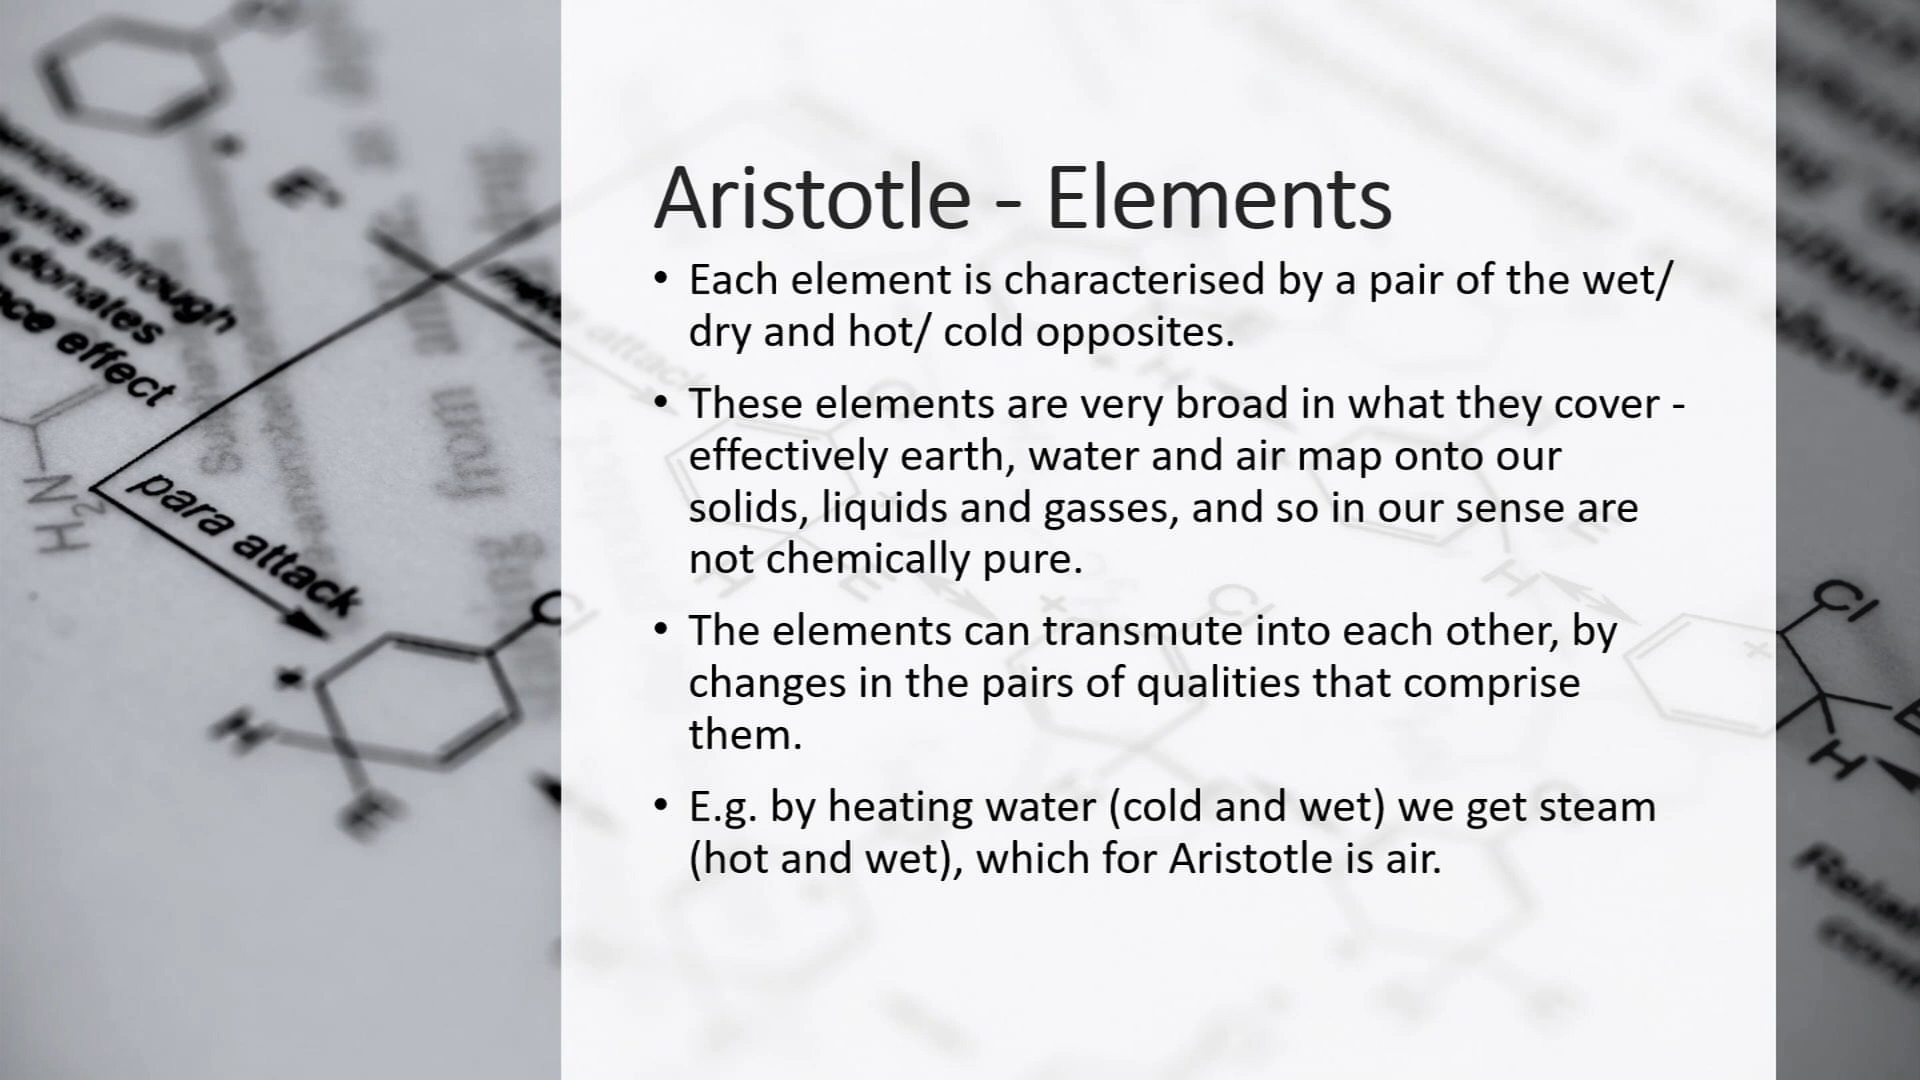 Aristotle - Elements
• Each element is characterised by a pair of the wet/
dry and hot/ cold opposites.
• These elements are very broad in what they cover -
effectively earth, water and air map onto our
solids, liquids and gasses, and so in our sense are
not chemically pure.
• The elements can transmute into each other, by
changes in the pairs of qualities that comprise
them.
• E.g. by heating water (cold and wet) we get steam
(hot and wet), which for Aristotle is air.
through
donates
effect
NH₂
para attack
H
E
Cl
H